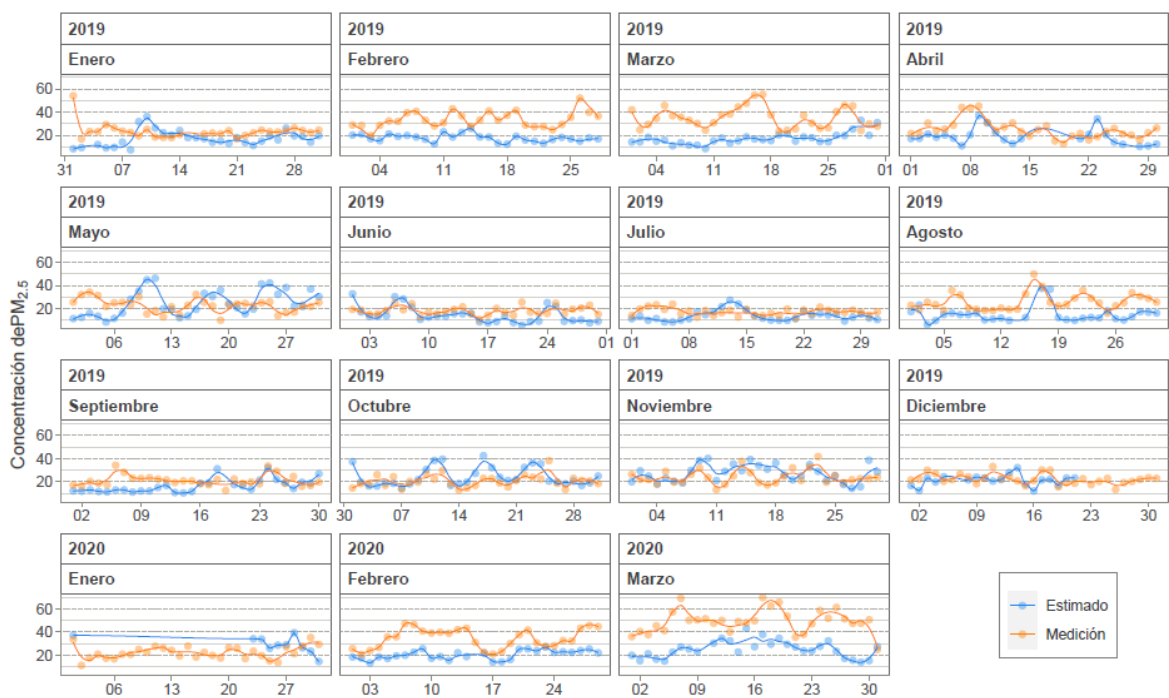 2019 2019 2019 2019
Enero Febrero Marzo Abril
60
40
20
31 07 14 21 28 04 11 18 25 04 11 18 25 01 01 08 15 22 29
2019 2019 2019 2019
Mayo Junio Julio Agosto
60
40
20
06 13 20 27 03 10 17 24 01 01 08 15 22 29 05 12 19 26
Concentración dePM2.5
2019 2019 2019 2019
Septiembre Octubre Noviembre Diciembre
60
40
20
02 09 16 23 30 30 07 14 21 28 04 11 18 25 02 09 16 23 30
2020 2020 2020
Enero Febrero Marzo
60
40
20
06 13 20 27 03 10 17 24 02 09 16 23 30
Estimado
Medición